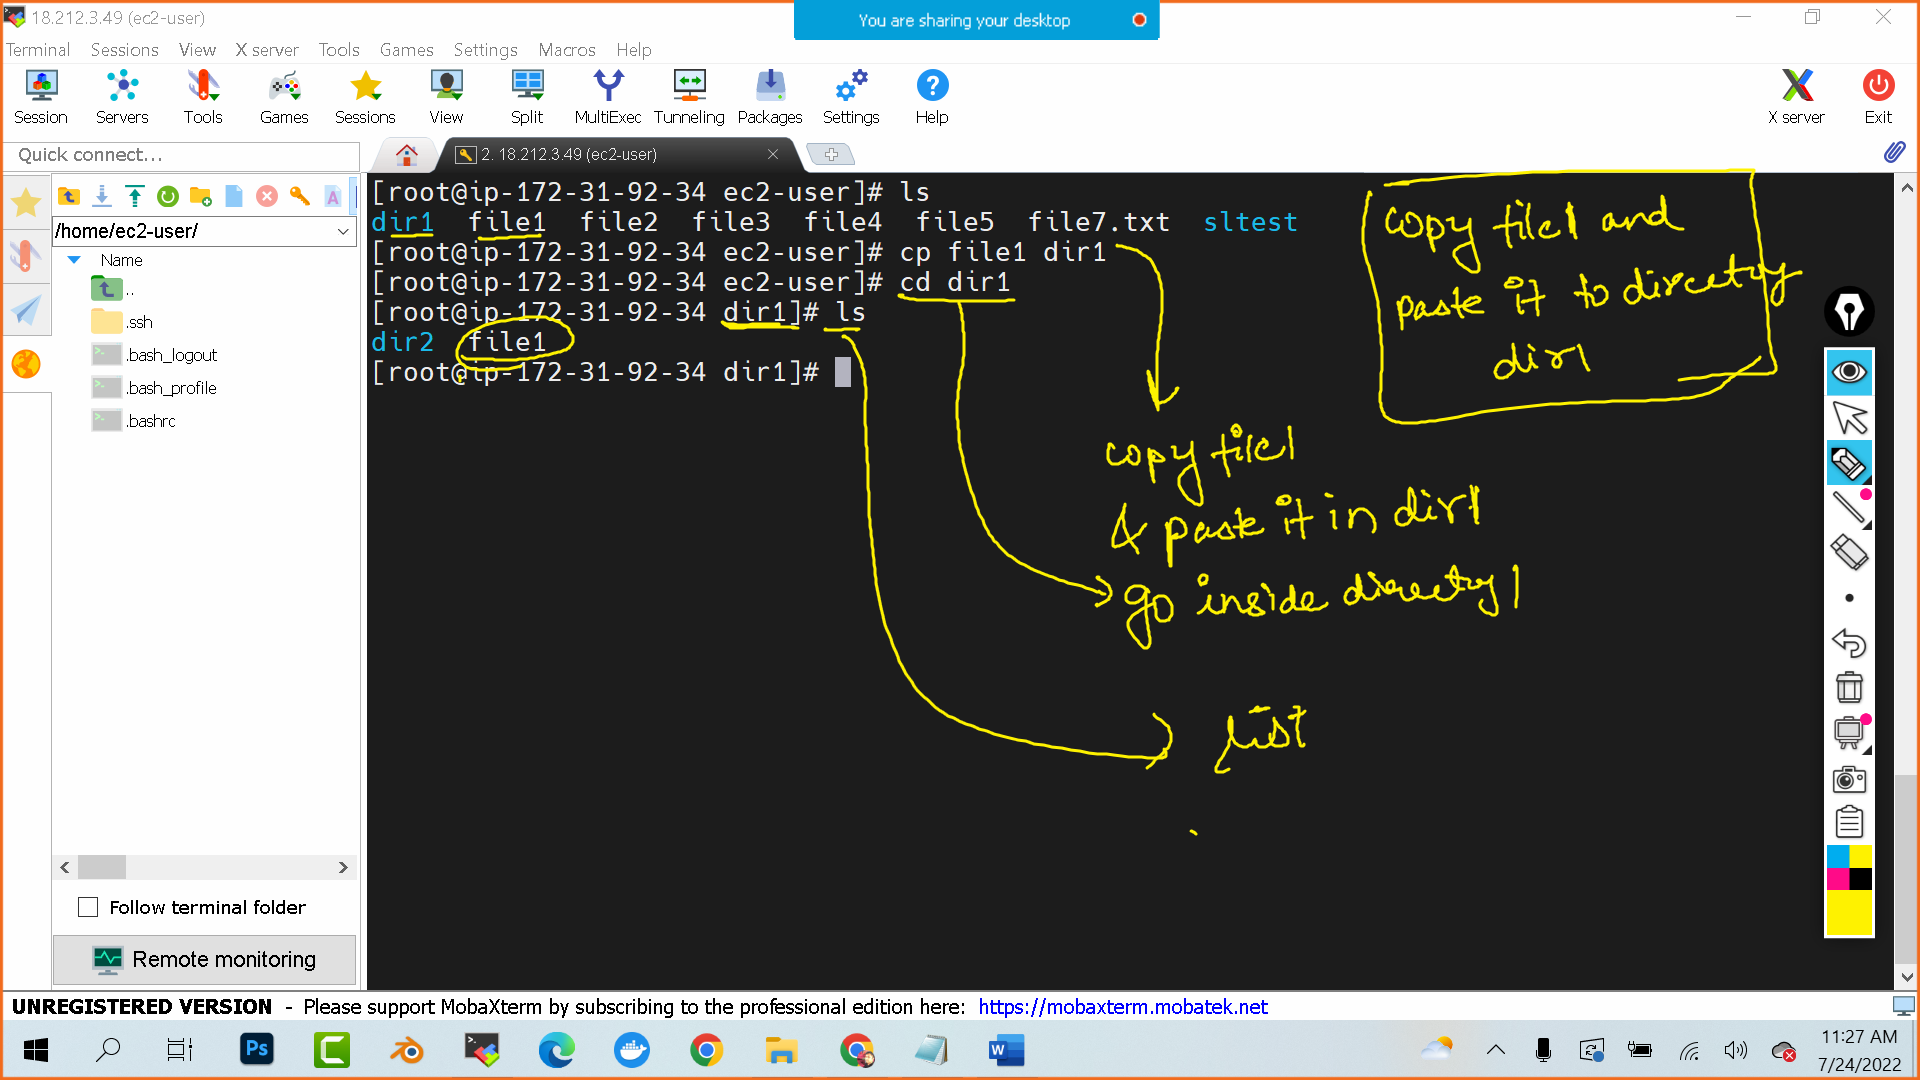 18.212.3.49 (ec2-user)
You are sharing your desktop
Terminal Sessions View X server Tools Games Settings Macros Help
Session Servers Tools Games Sessions View Split MultiExec Tunneling Packages Settings Help X server Exit
Quick connect...
2. 18.212.3.49 (ec2-user)
/home/ec2-user/
Name
..
.ssh
.bash_logout
.bash_profile
.bashrc
Follow terminal folder
Remote monitoring
[root@ip-172-31-92-34 ec2-user]# ls
dir1 file1 file2 file3 file4 file5 file7.txt sltest
[root@ip-172-31-92-34 ec2-user]# cp file1 dir1
[root@ip-172-31-92-34 ec2-user]# cd dir1
[root@ip-172-31-92-34 dir1]# ls
dir2 file1
[root@ip-172-31-92-34 dir1]#
copy file1 and
paste it to directry
dir1
copy file1
& paste it in dir1
go inside directry 1
list
UNREGISTERED VERSION - Please support MobaXterm by subscribing to the professional edition here: https://mobaxterm.mobatek.net
Ps
W
11:27 AM
7/24/2022